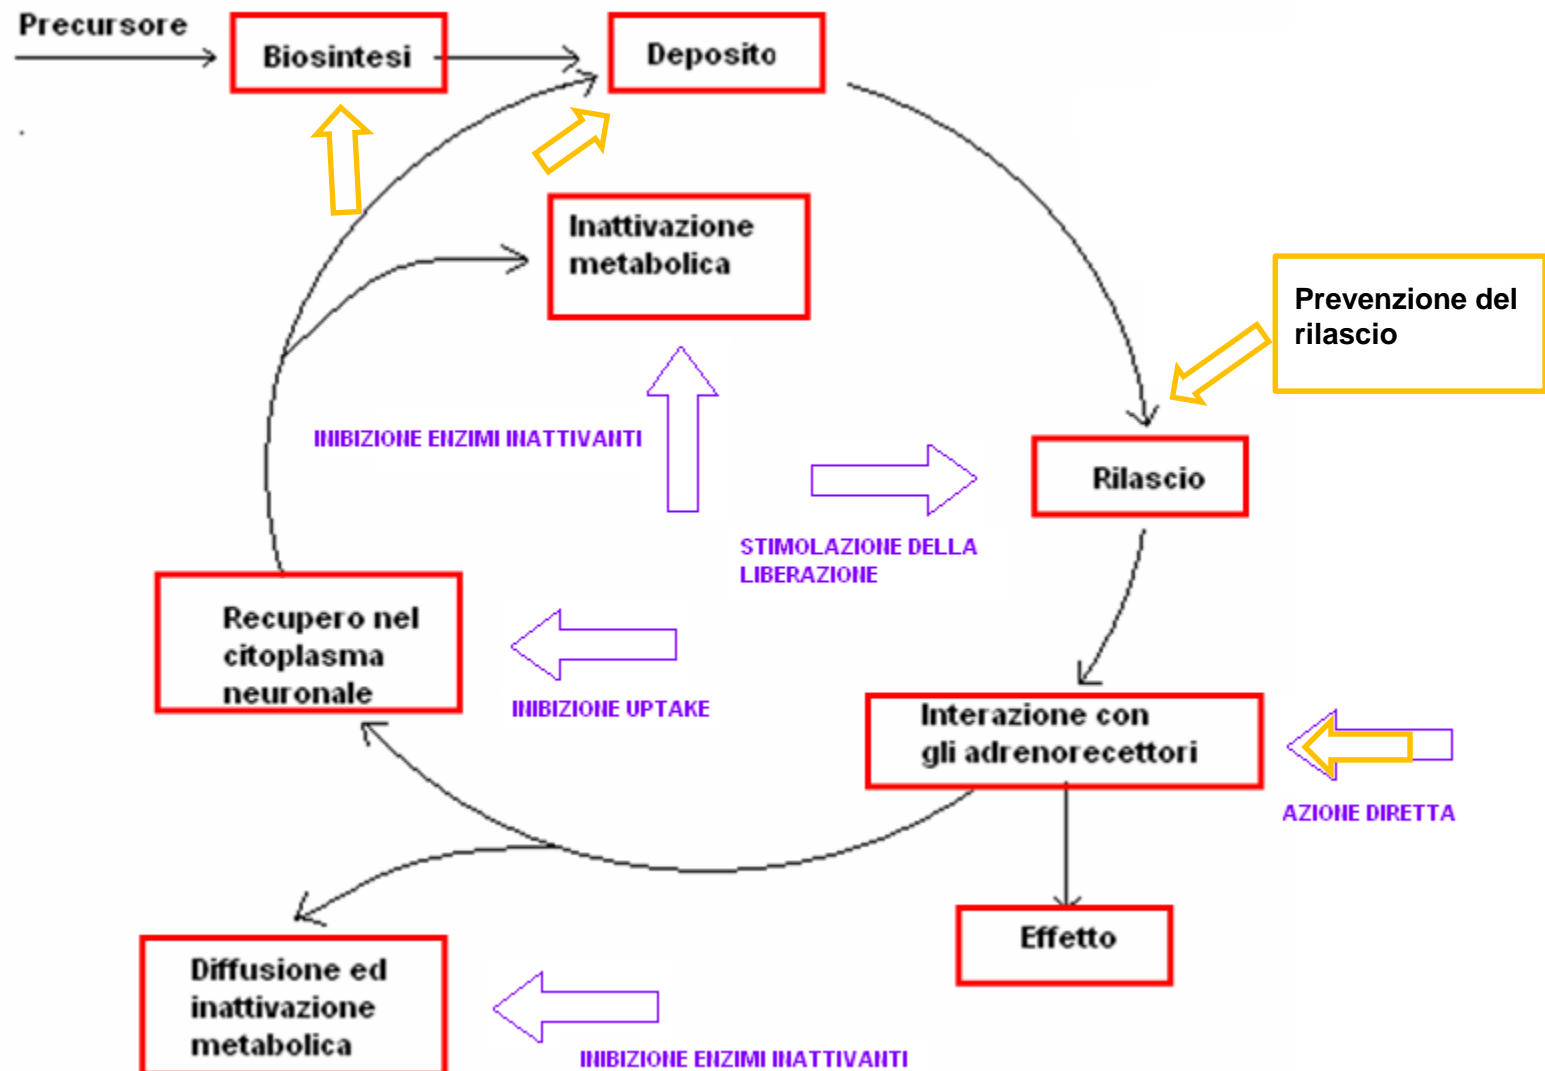 Precursore
Biosintesi
Deposito
Inattivazione
metabolica
Prevenzione del
rilascio
INIBIZIONE ENZIMI INATTIVANTI
Rilascio
STIMOLAZIONE DELLA
LIBERAZIONE
Recupero nel
citoplasma
neuronale
INIBIZIONE UPTAKE
Interazione con
gli adrenorecettori
AZIONE DIRETTA
Effetto
Diffusione ed
inattivazione
metabolica
INIBIZIONE ENZIMI INATTIVANTI